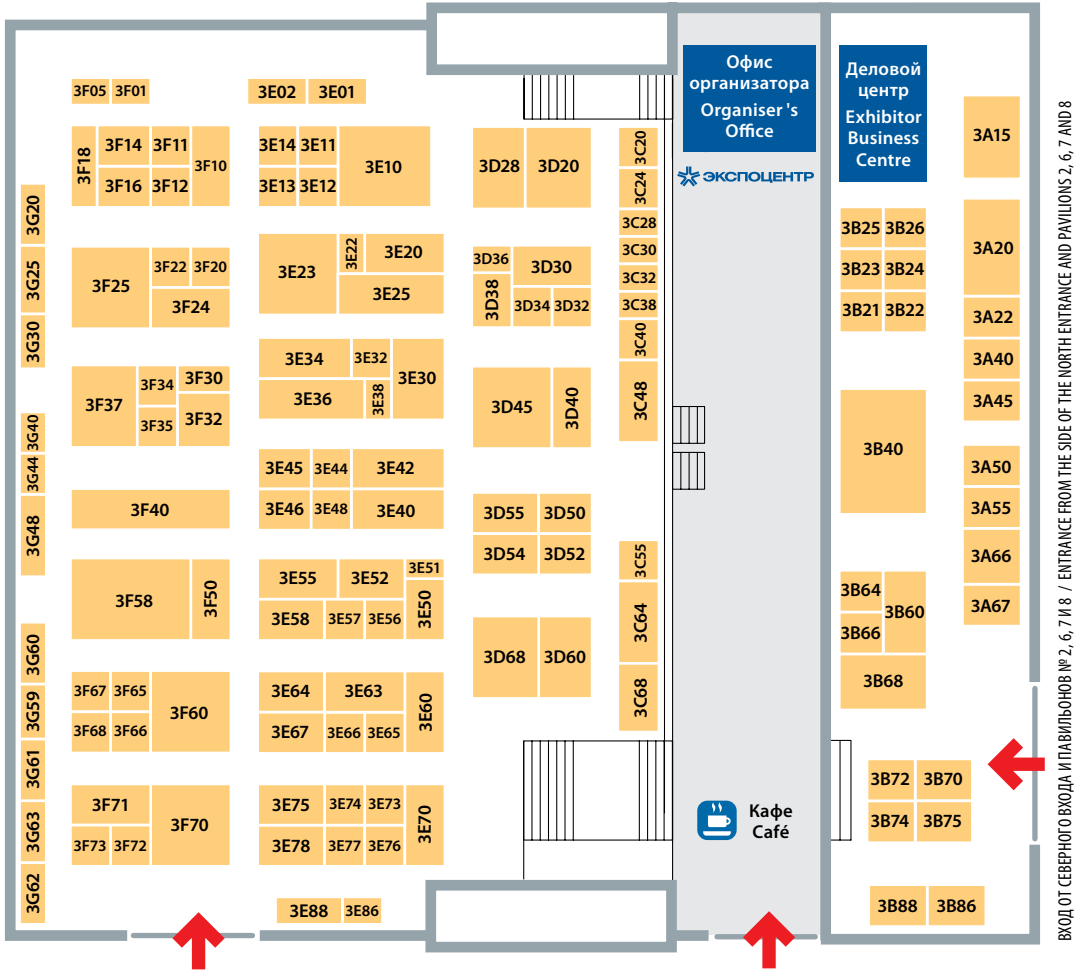 Офис
организатора
Organiser 's
Office
Деловой
центр
Exhibitor
Business
Centre
ЭКСПОЦЕНТР
Кафе
Café
3G20
3G25
3G30
3G40
3G44
3G48
3G60
3G59
3G61
3G63
3G62
3F05 3F01
3F18
3F14 3F11
3F10
3F16 3F12
3F25
3F22 3F20
3F24
3F37
3F34 3F30
3F35 3F32
3F40
3F58
3F50
3F67 3F65
3F60
3F68 3F66
3F71
3F70
3F73 3F72
3E02 3E01
3E14 3E11
3E10
3E13 3E12
3E23
3E22
3E20
3E25
3E34 3E32
3E30
3E36
3E38
3E45 3E44 3E42
3E46 3E48 3E40
3E55 3E52 3E51
3E58 3E57 3E56
3E50
3E64 3E63
3E60
3E67 3E66 3E65
3E75 3E74 3E73
3E70
3E78 3E77 3E76
3E88 3E86
3D28 3D20
3D36
3D30
3D38
3D34 3D32
3D45
3D40
3D55 3D50
3D54 3D52
3D68 3D60
3C20
3C24
3C28
3C30
3C32
3C38
3C40
3C48
3C55
3C64
3C68
3B25 3B26
3B23 3B24
3B21 3B22
3B40
3B64
3B60
3B66
3B68
3B72 3B70
3B74 3B75
3B88 3B86
3A15
3A20
3A22
3A40
3A45
3A50
3A55
3A66
3A67
ВХОД ОТ СЕВЕРНОГО ВХОДА И ПАВИЛЬОНОВ № 2, 6, 7 И 8 / ENTRANCE FROM THE SIDE OF THE NORTH ENTRANCE AND PAVILIONS 2, 6, 7 AND 8